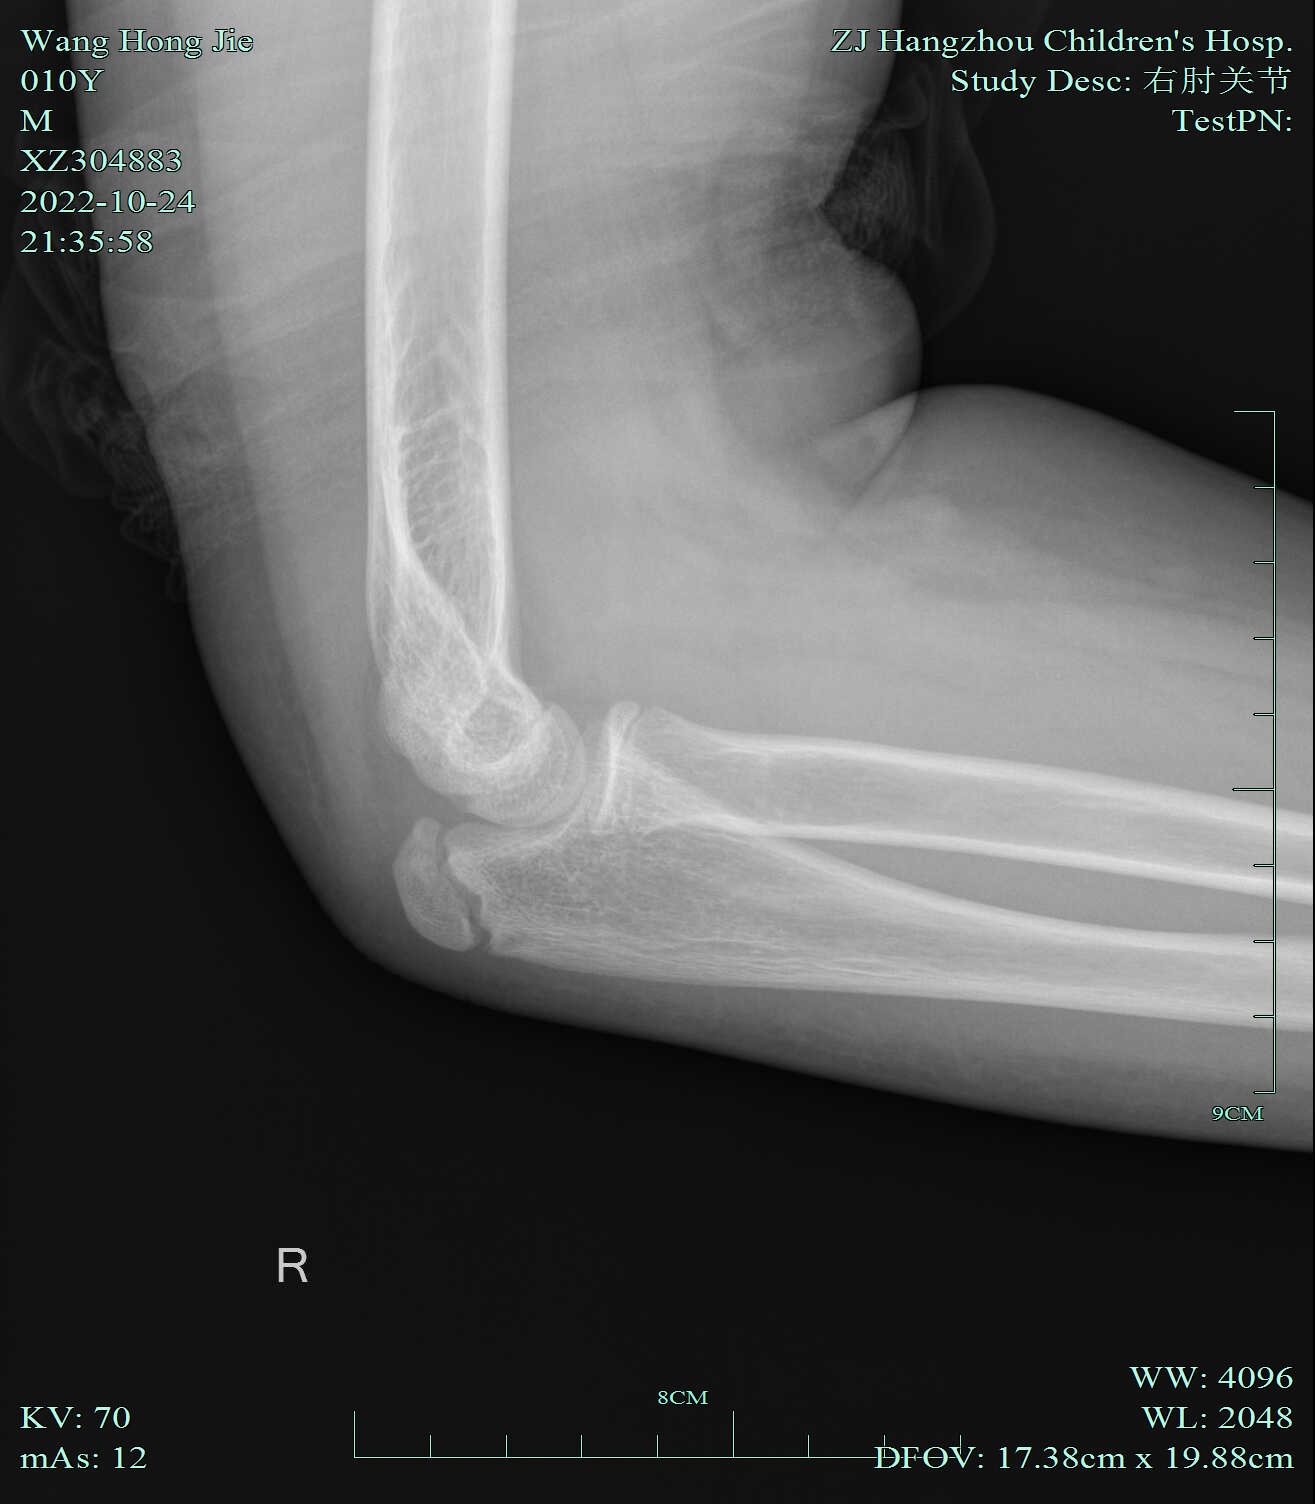 Wang Hong Jie
010Y
M
XZ304883
2022-10-24
21:35:58
ZJ Hangzhou Children's Hosp.
Study Desc: 右肘关节
TestPN:
9CM
R
8CM
KV: 70
mAs: 12
WW: 4096
WL: 2048
DFOV: 17.38cm x 19.88cm